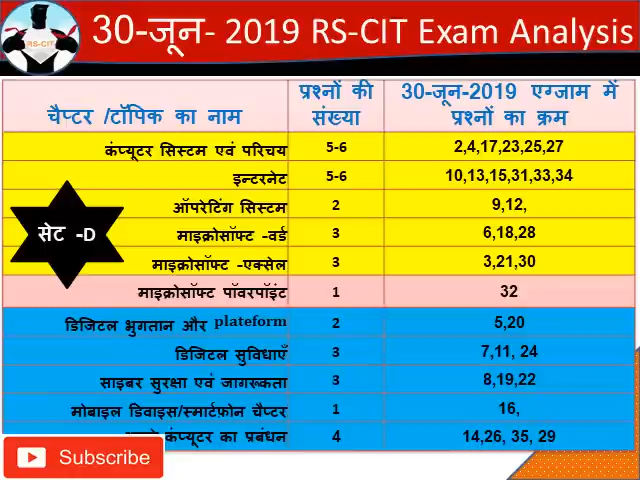 RS-CIT
30-जून- 2019 RS-CIT Exam Analysis
चैप्टर /टॉपिक का नाम प्रश्नों की संख्या 30-जून-2019 एग्जाम में प्रश्नों का क्रम
कंप्यूटर सिस्टम एवं परिचय 5-6 2,4,17,23,25,27
इन्टरनेट 5-6 10,13,15,31,33,34
ऑपरेटिंग सिस्टम 2 9,12,
सेट -D
माइक्रोसॉफ्ट -वर्ड 3 6,18,28
माइक्रोसॉफ्ट -एक्सेल 3 3,21,30
माइक्रोसॉफ्ट पॉवरपॉइंट 1 32
डिजिटल भुगतान और plateform 2 5,20
डिजिटल सुविधाएँ 3 7,11, 24
साइबर सुरक्षा एवं जागरूकता 3 8,19,22
मोबाइल डिवाइस/स्मार्टफ़ोन चैप्टर 1 16,
कंप्यूटर का प्रबंधन 4 14,26, 35, 29
Subscribe